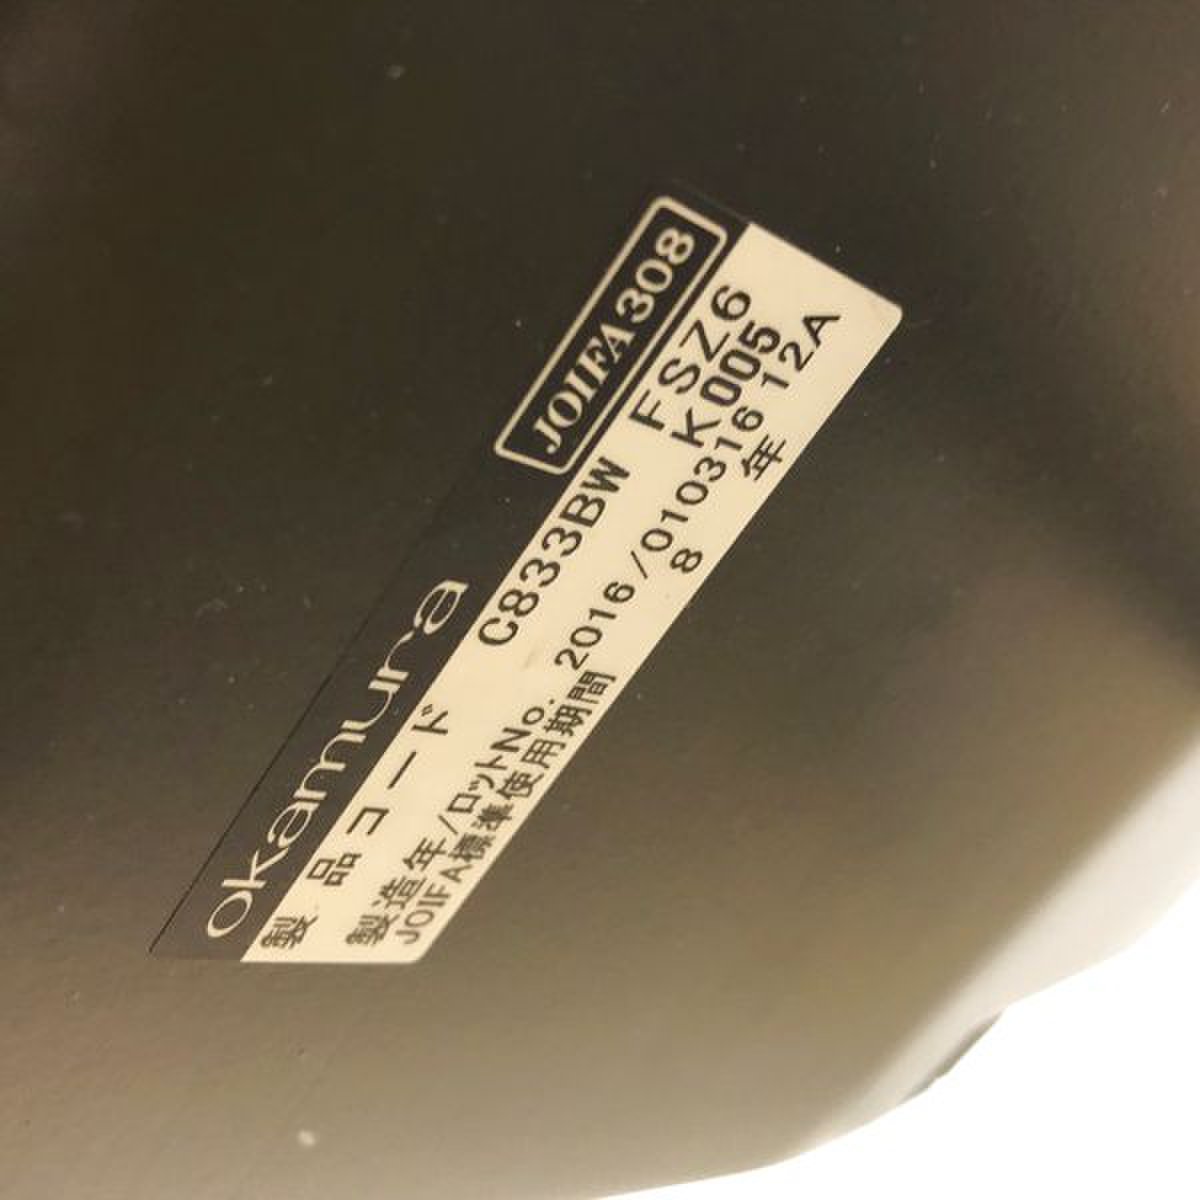 okamura JOIFA308
製品コード C833BW FSZ6
K005
製造年/ロットNo. 2016/010316 12A
JOIFA標準使用期間 8 年